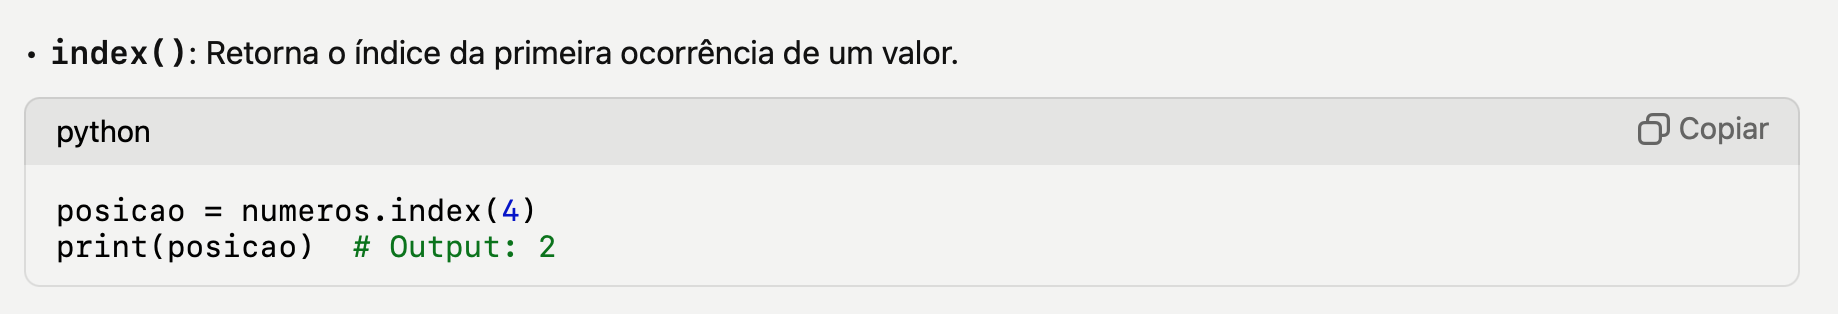 • index(): Retorna o índice da primeira ocorrência de um valor.
python
Copiar
posicao = numeros.index(4)
print(posicao)  # Output: 2